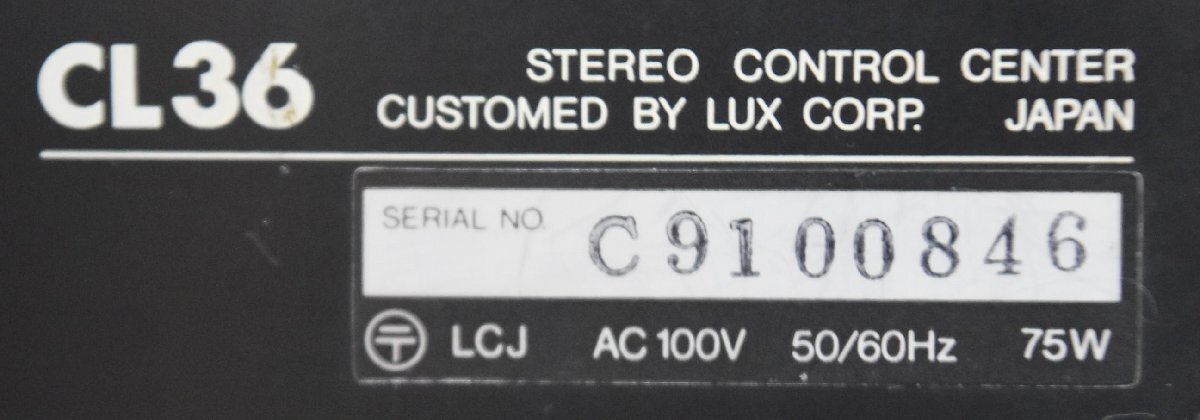 CL36
STEREO CONTROL CENTER
CUSTOMED BY LUX CORP. JAPAN
SERIAL NO. C9100846
〒 LCJ AC 100V 50/60Hz 75W